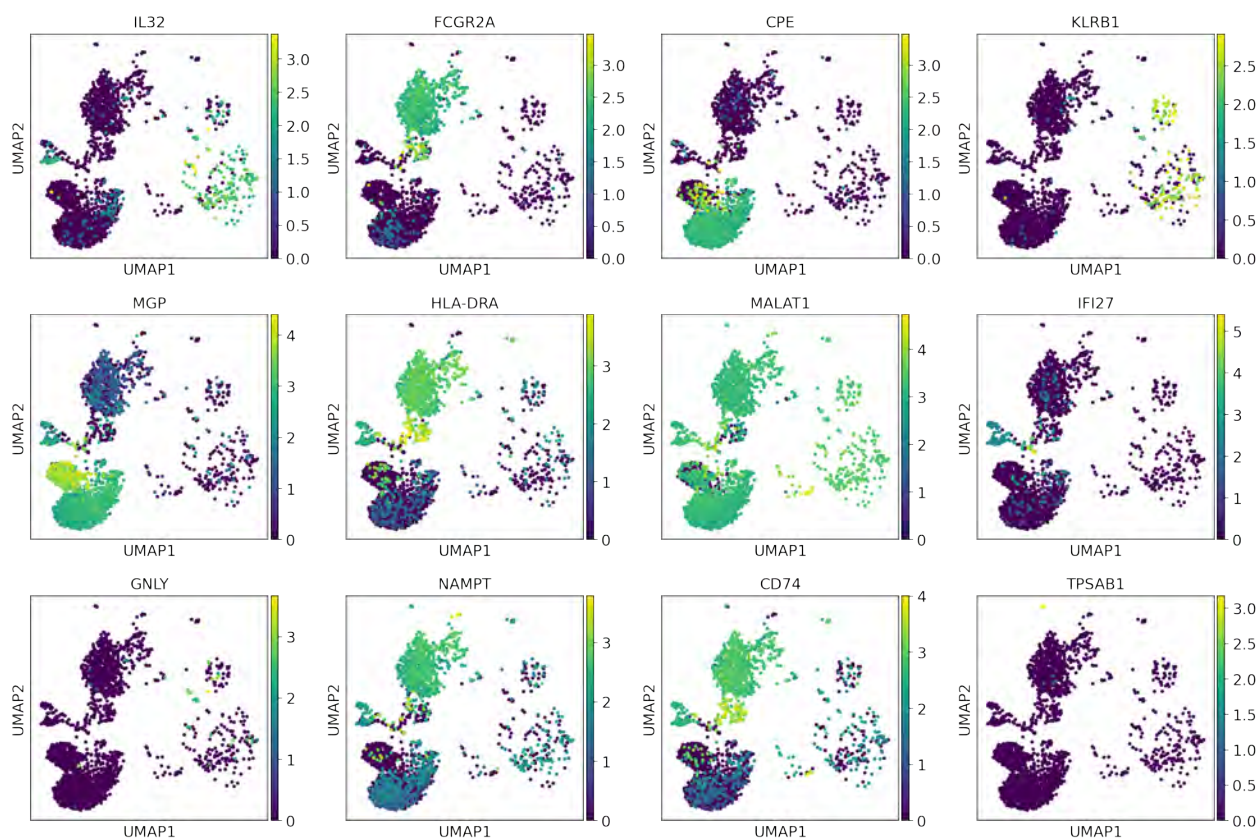 IL32 FCGR2A CPE KLRB1
3.0 2.5 2.0 1.5 1.0 0.5 0.0
3.0 2.5 2.0 1.5 1.0 0.5 0.0
3.5 3.0 2.5 2.0 1.5 1.0 0.5 0.0
2.5 2.0 1.5 1.0 0.5 0.0
UMAP2 UMAP2 UMAP2 UMAP2
UMAP1 UMAP1 UMAP1 UMAP1
MGP HLA-DRA MALAT1 IFI27
4 3 2 1 0
3 2 1 0
4 3 2 1 0
5 4 3 2 1 0
UMAP2 UMAP2 UMAP2 UMAP2
UMAP1 UMAP1 UMAP1 UMAP1
GNLY NAMPT CD74 TPSAB1
3 2 1 0
3 2 1 0
4 3 2 1 0
3.0 2.5 2.0 1.5 1.0 0.5 0.0
UMAP2 UMAP2 UMAP2 UMAP2
UMAP1 UMAP1 UMAP1 UMAP1